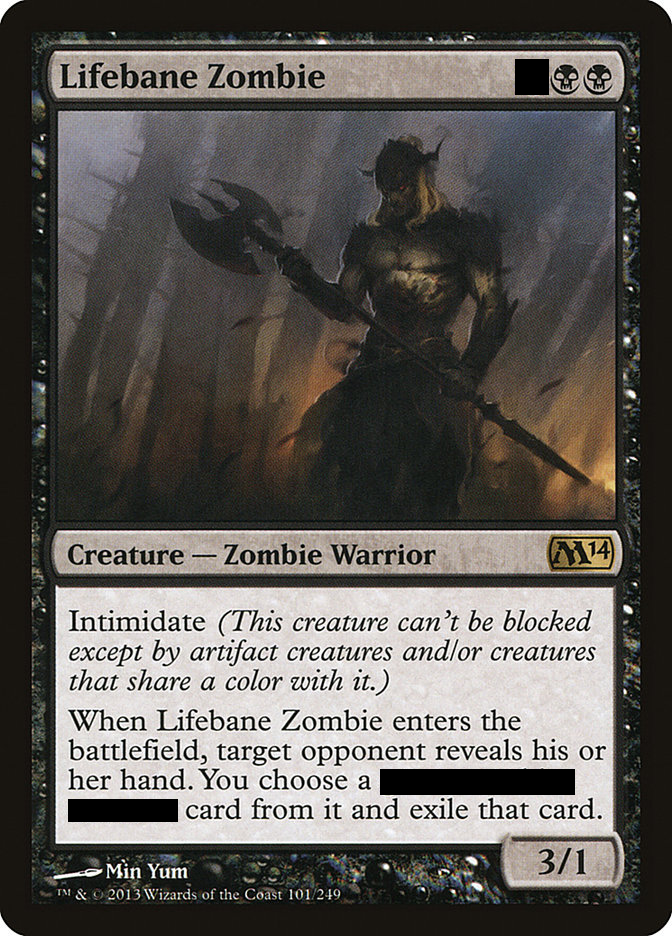 Lifebane Zombie
Creature — Zombie Warrior
M14
Intimidate (This creature can't be blocked
except by artifact creatures and/or creatures
that share a color with it.)
When Lifebane Zombie enters the
battlefield, target opponent reveals his or
her hand. You choose a
card from it and exile that card.
3/1
Min Yum
™ & © 2013 Wizards of the Coast 101/249